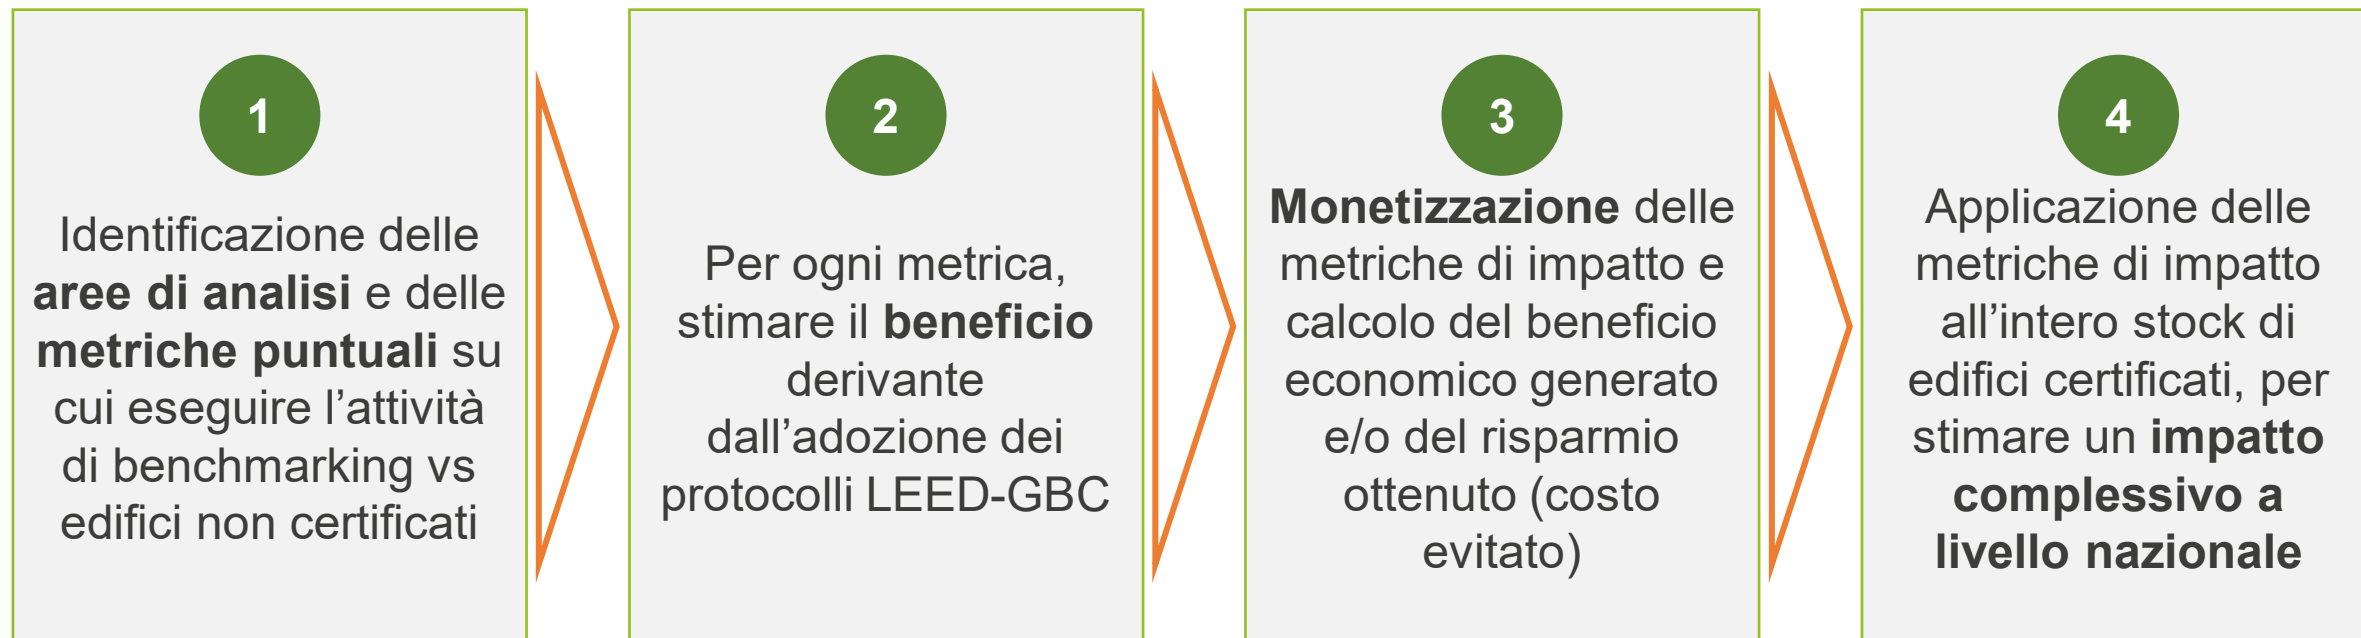 1
Identificazione delle
aree di analisi e delle
metriche puntuali su
cui eseguire l’attività
di benchmarking vs
edifici non certificati
2
Per ogni metrica,
stimare il beneficio
derivante
dall’adozione dei
protocolli LEED-GBC
3
Monetizzazione delle
metriche di impatto e
calcolo del beneficio
economico generato
e/o del risparmio
ottenuto (costo
evitato)
4
Applicazione delle
metriche di impatto
all’intero stock di
edifici certificati, per
stimare un impatto
complessivo a
livello nazionale